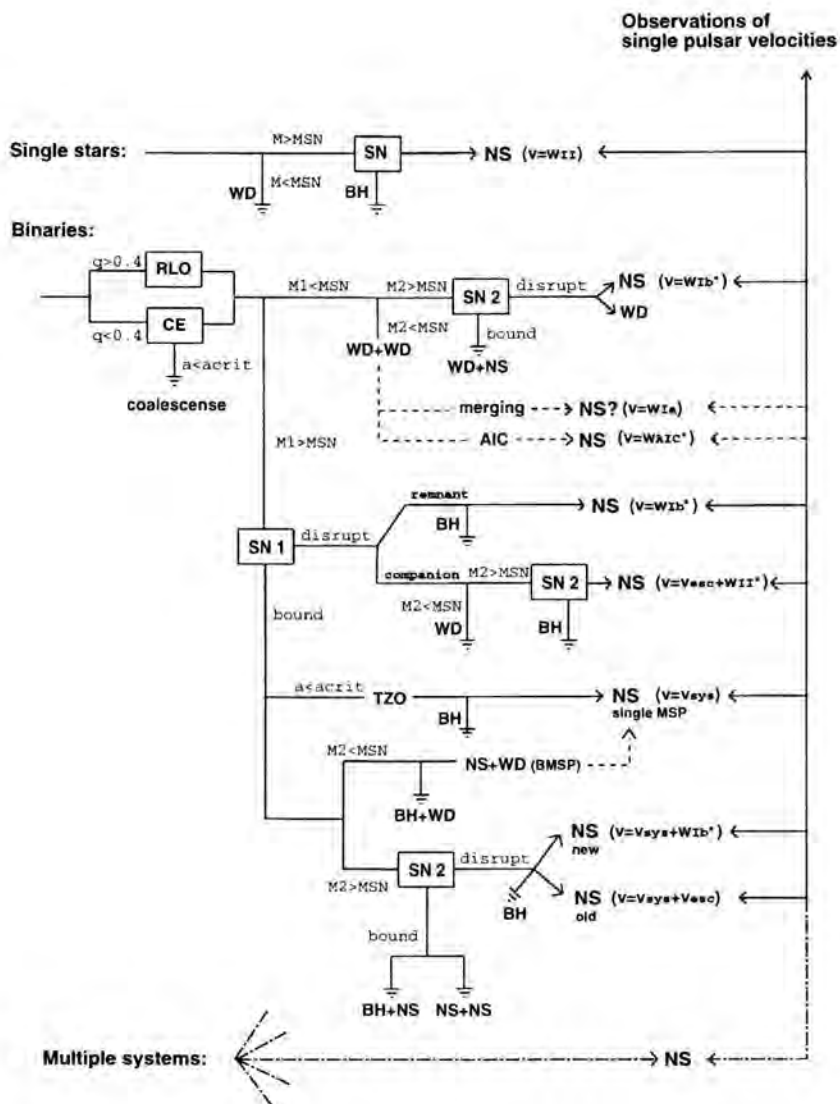 Observations of
single pulsar velocities
Single stars:
M>MSN
SN
NS (V=WII)
M<MSN
WD
BH
Binaries:
q>0.4
RLO
M1<MSN
M2>MSN
SN 2
disrupt
NS (V=WIb*)
WD
CE
q<0.4
M2<MSN
bound
a<acrit
WD+WD
WD+NS
coalescense
merging
NS? (V=WIa)
AIC
NS (V=WAIC*)
M1>MSN
remnant
NS (V=WIb*)
BH
SN 1
disrupt
companion
M2>MSN
SN 2
NS (V=Vesc+WII*)
M2<MSN
bound
WD
BH
a<acrit
TZO
NS (V=Vsys)
BH
single MSP
M2<MSN
NS+WD (BMSP)
BH+WD
NS (V=Vsys+WIb*)
new
SN 2
disrupt
M2>MSN
NS (V=Vsys+Vesc)
BH
old
bound
BH+NS
NS+NS
Multiple systems:
NS